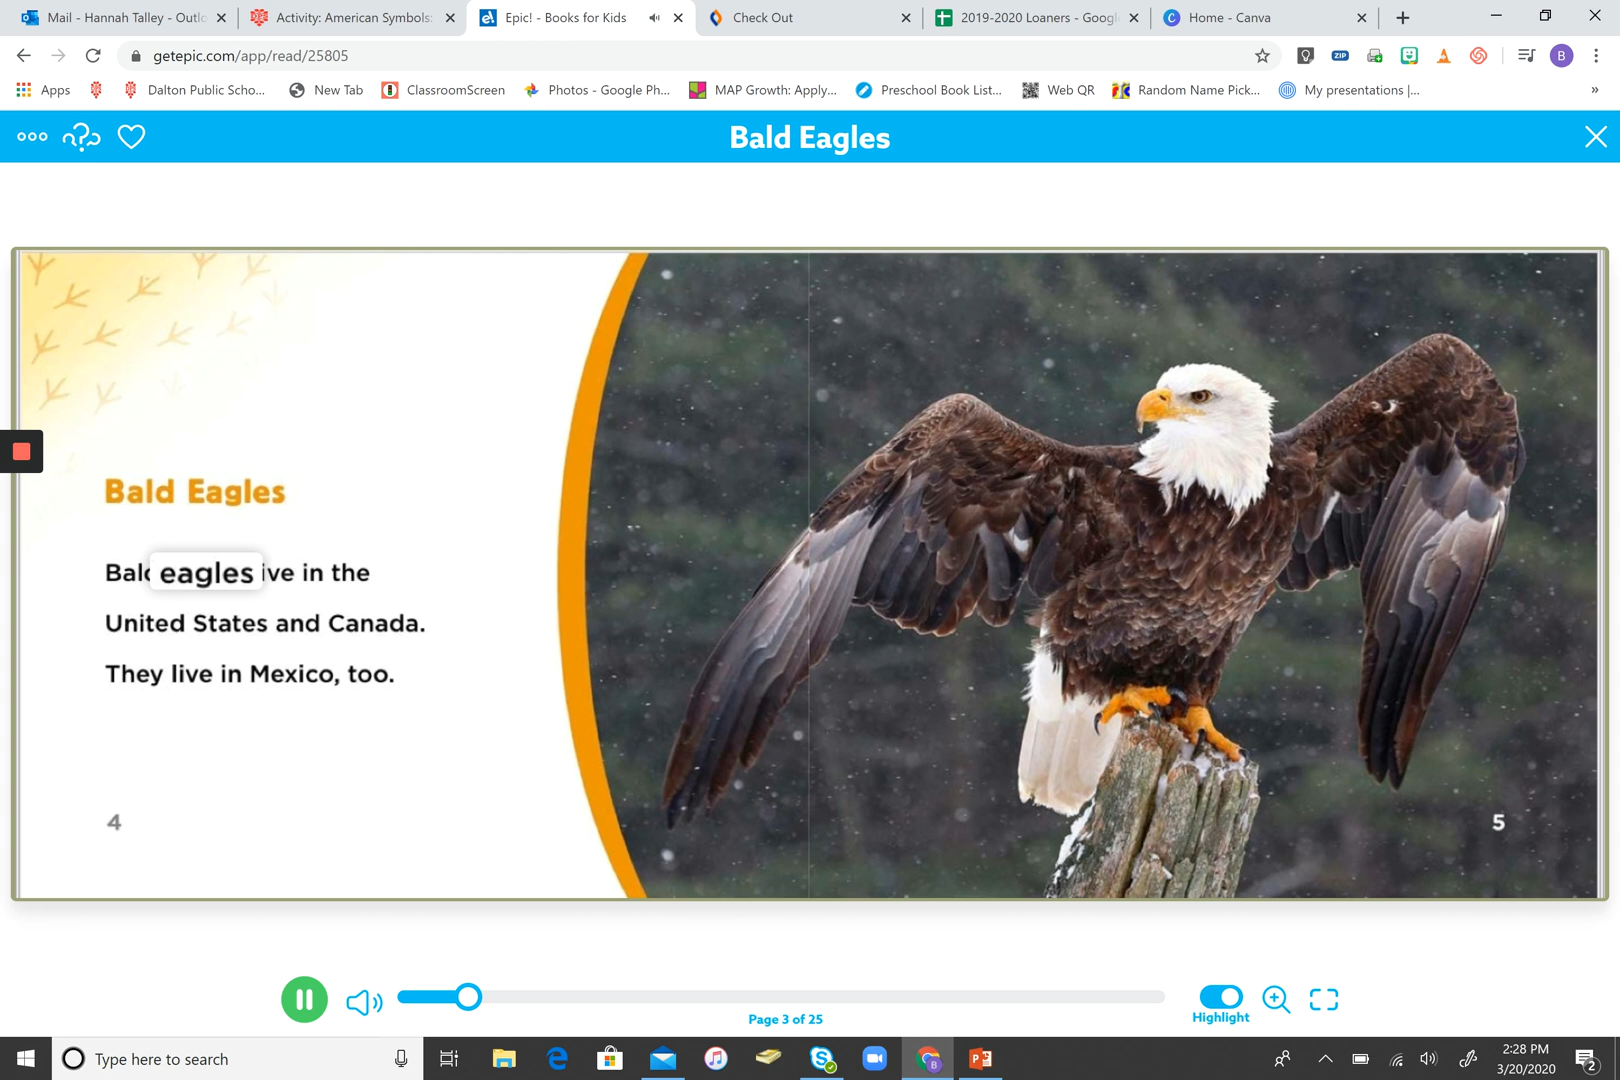 Mail - Hannah Talley - Outlo
Activity: American Symbols:
Epic! - Books for Kids
Check Out
2019-2020 Loaners - Googl
Home - Canva
getepic.com/app/read/25805
ZIP
B
Apps
Dalton Public Scho...
New Tab
ClassroomScreen
Photos - Google Ph...
MAP Growth: Apply...
Preschool Book List...
Web QR
Random Name Pick...
My presentations |...
Bald Eagles
Bald Eagles
Bald eagles ive in the
United States and Canada.
They live in Mexico, too.
4
5
Page 3 of 25
Highlight
Type here to search
2:28 PM
3/20/2020
2